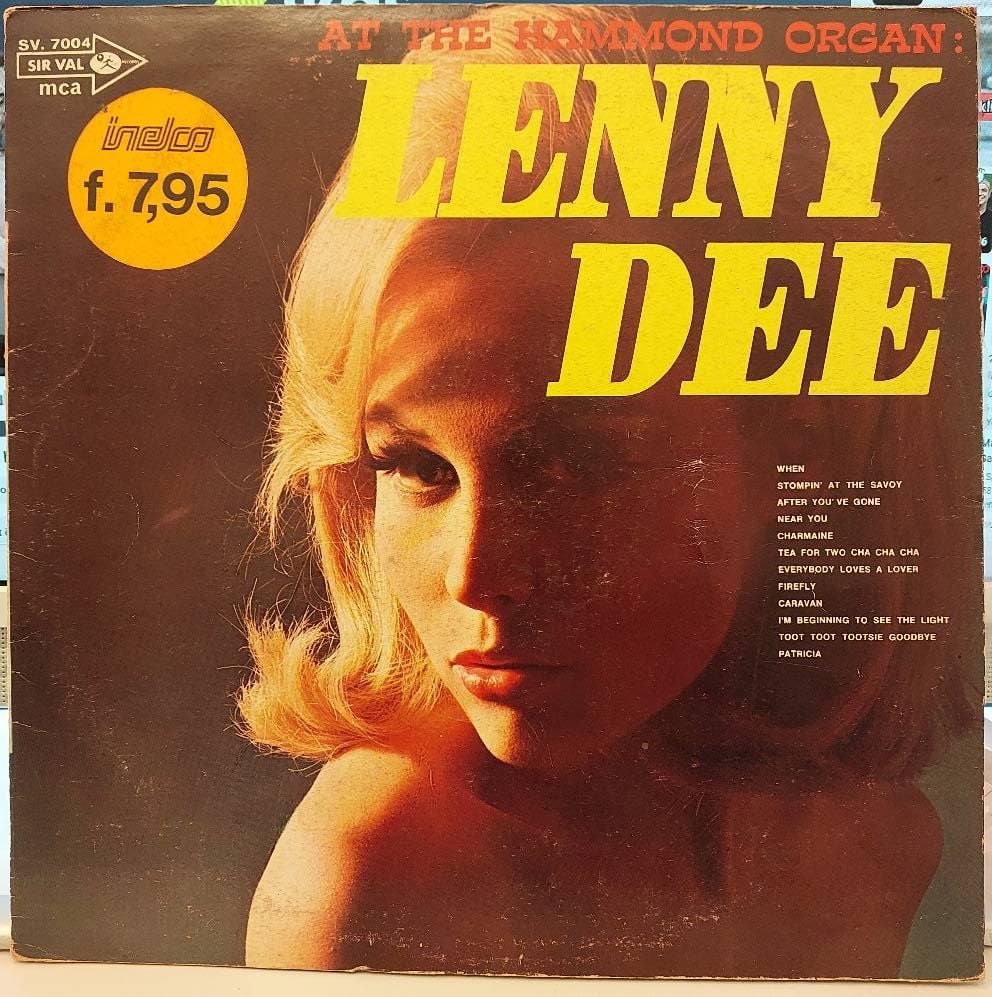 SV. 7004
SIR VAL
mca
AT THE HAMMOND ORGAN:
LENNY
DEE
indco
f. 7,95
WHEN
STOMPIN' AT THE SAVOY
AFTER YOU'VE GONE
NEAR YOU
CHARMAINE
TEA FOR TWO CHA CHA CHA
EVERYBODY LOVES A LOVER
FIREFLY
CARAVAN
I'M BEGINNING TO SEE THE LIGHT
TOOT TOOT TOOTSIE GOODBYE
PATRICIA